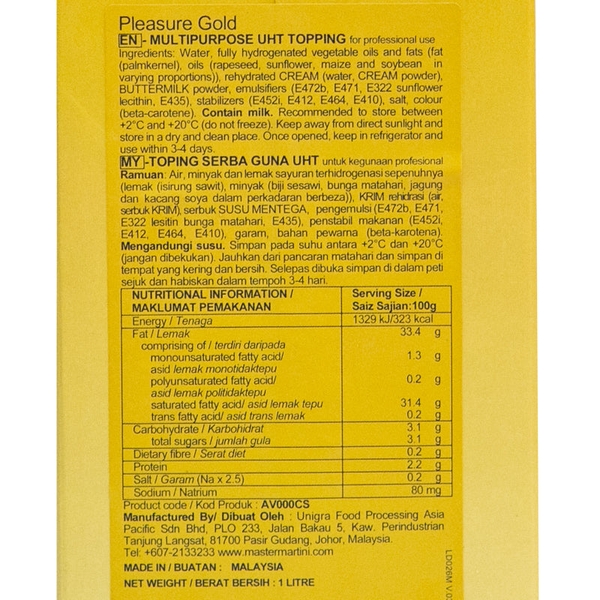 Pleasure Gold
EN - MULTIPURPOSE UHT TOPPING for professional use
Ingredients: Water, fully hydrogenated vegetable oils and fats (fat
(palmkernel), oils (rapeseed, sunflower, maize and soybean in
varying proportions)), rehydrated CREAM (water, CREAM powder),
BUTTERMILK powder, emulsifiers (E472b, E471, E322 sunflower
lecithin, E435), stabilizers (E452i, E412, E464, E410), salt, colour
(beta-carotene). Contain milk. Recommended to store between
+2°C and +20°C (do not freeze). Keep away from direct sunlight and
store in a dry and clean place. Once opened, keep in refrigerator and
use within 3-4 days.
MY -TOPING SERBA GUNA UHT untuk kegunaan profesional
Ramuan: Air, minyak dan lemak sayuran terhidrogenasi sepenuhnya
(lemak (isirung sawit), minyak (biji sesawi, bunga matahari, jagung
dan kacang soya dalam perkadaran berbeza)), KRIM rehidrasi (air,
serbuk KRIM), serbuk SUSU MENTEGA, pengemulsi (E472b, E471,
E322 lesitin bunga matahari, E435), penstabil makanan (E452i,
E412, E464, E410), garam, bahan pewarna (beta-karotena).
Mengandungi susu. Simpan pada suhu antara +2°C dan +20°C
(jangan dibekukan). Jauhkan dari pancaran matahari dan simpan di
tempat yang kering dan bersih. Selepas dibuka simpan di dalam peti
sejuk dan habiskan dalam tempoh 3-4 hari.
NUTRITIONAL INFORMATION / Serving Size /
MAKLUMAT PEMAKANAN Saiz Sajian:100g
Energy / Tenaga 1329 kJ/323 kcal
Fat / Lemak 33.4 g
comprising of / terdiri daripada
monounsaturated fatty acid/ 1.3 g
asid lemak monotidaktepu
polyunsaturated fatty acid/ 0.2 g
asid lemak politidaktepu
saturated fatty acid/ asid lemak tepu 31.4 g
trans fatty acid/ asid trans lemak 0.2 g
Carbohydrate / Karbohidrat 3.1 g
total sugars / jumlah gula 3.1 g
Dietary fibre / Serat diet 0.2 g
Protein 2.2 g
Salt / Garam (Na x 2.5) 0.2 g
Sodium / Natrium 80 mg
Product code / Kod Produk : AV000CS
Manufactured By/ Dibuat Oleh : Unigra Food Processing Asia
Pacific Sdn Bhd, PLO 233, Jalan Bakau 5, Kaw. Perindustrian
Tanjung Langsat, 81700 Pasir Gudang, Johor, Malaysia.
Tel: +607-2133233 www.mastermartini.com
MADE IN / BUATAN : MALAYSIA
NET WEIGHT / BERAT BERSIH : 1 LITRE
LD026M